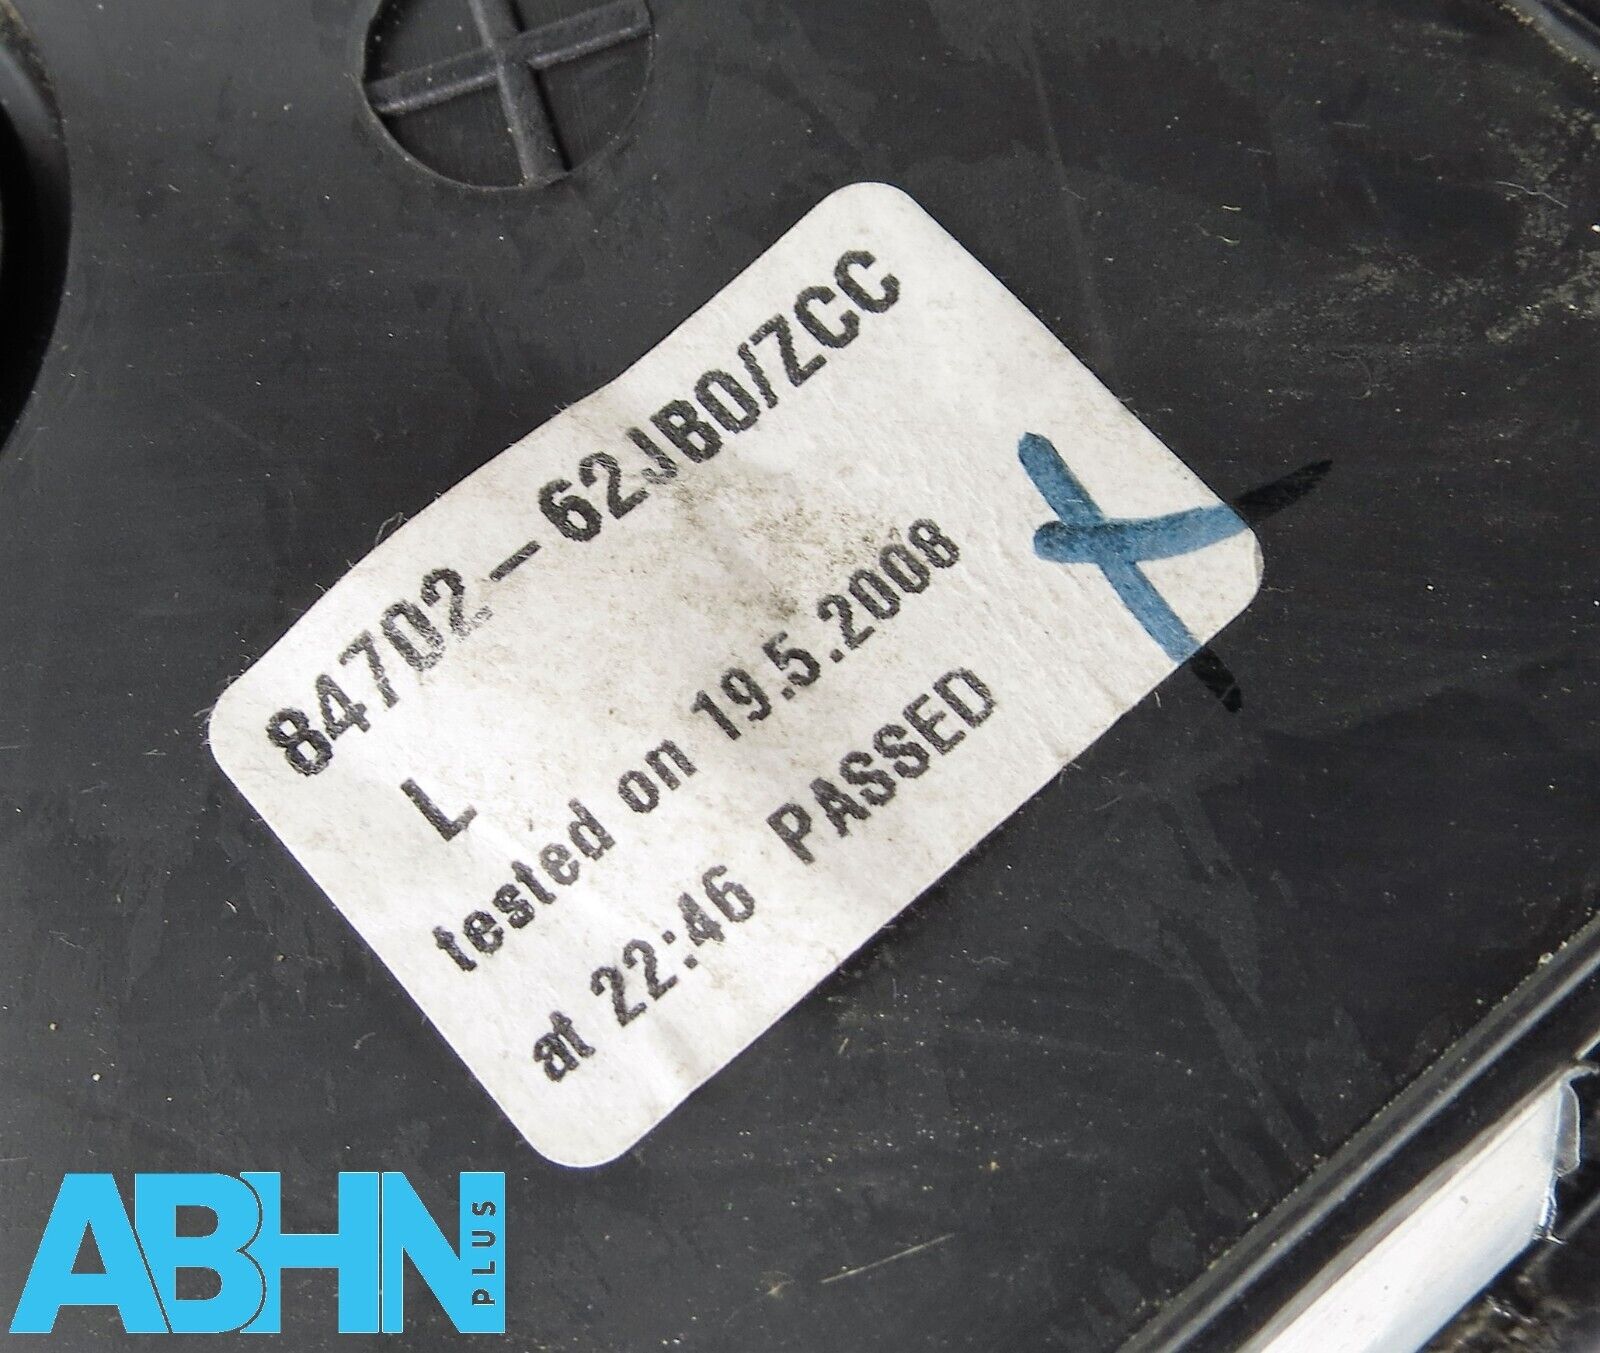 84702-62JB0/ZCC
L
tested on 19.5.2008
at 22:46 PASSED
ABHN PLUS